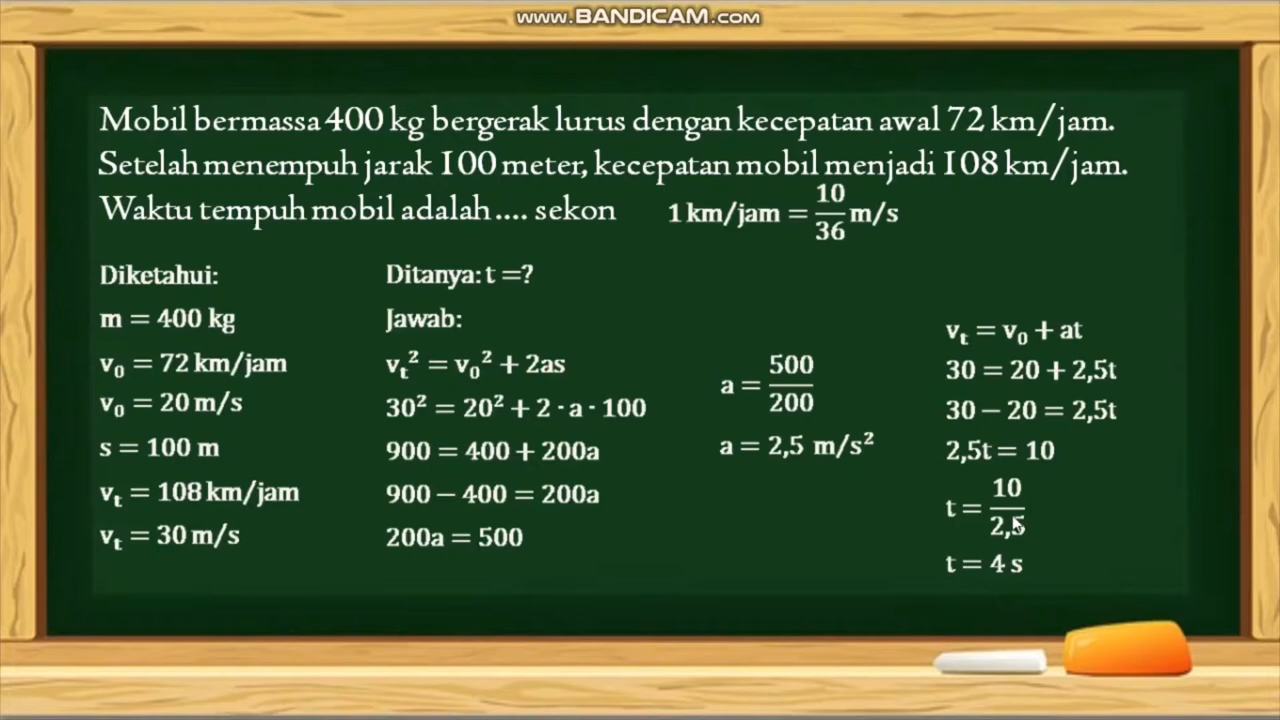 www.BANDICAM.com
Mobil bermassa 400 kg bergerak lurus dengan kecepatan awal 72 km/jam.
Setelah menempuh jarak 100 meter, kecepatan mobil menjadi 108 km/jam.
Waktu tempuh mobil adalah .... sekon
1 km/jam = 10/36 m/s
Diketahui:
m = 400 kg
v₀ = 72 km/jam
v₀ = 20 m/s
s = 100 m
vₜ = 108 km/jam
vₜ = 30 m/s
Ditanya: t =?
Jawab:
vₜ² = v₀² + 2as
30² = 20² + 2 · a · 100
900 = 400 + 200a
900 – 400 = 200a
200a = 500
a = 500/200
a = 2,5 m/s²
vₜ = v₀ + at
30 = 20 + 2,5t
30 – 20 = 2,5t
2,5t = 10
t = 10/2,5
t = 4 s